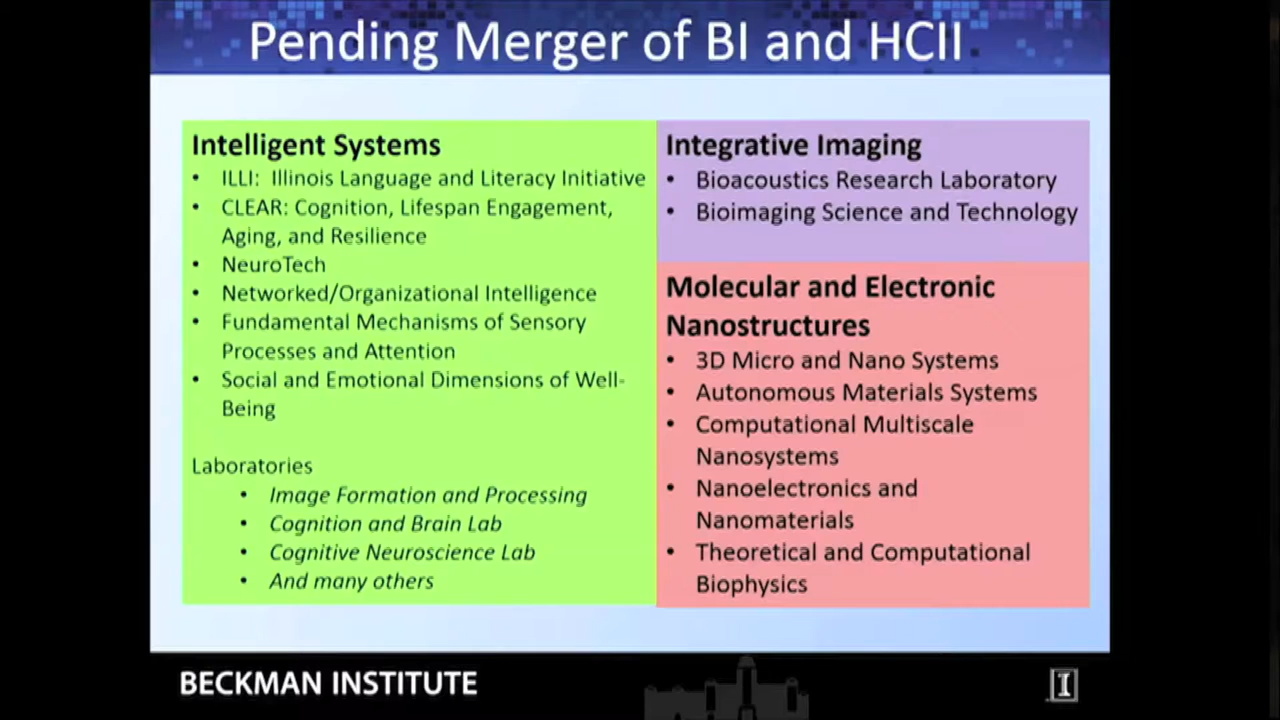 Pending Merger of BI and HCII
Intelligent Systems
• ILLI: Illinois Language and Literacy Initiative
• CLEAR: Cognition, Lifespan Engagement,
Aging, and Resilience
• NeuroTech
• Networked/Organizational Intelligence
• Fundamental Mechanisms of Sensory
Processes and Attention
• Social and Emotional Dimensions of Well-
Being
Laboratories
• Image Formation and Processing
• Cognition and Brain Lab
• Cognitive Neuroscience Lab
• And many others
Integrative Imaging
• Bioacoustics Research Laboratory
• Bioimaging Science and Technology
Molecular and Electronic
Nanostructures
• 3D Micro and Nano Systems
• Autonomous Materials Systems
• Computational Multiscale
Nanosystems
• Nanoelectronics and
Nanomaterials
• Theoretical and Computational
Biophysics
BECKMAN INSTITUTE
I